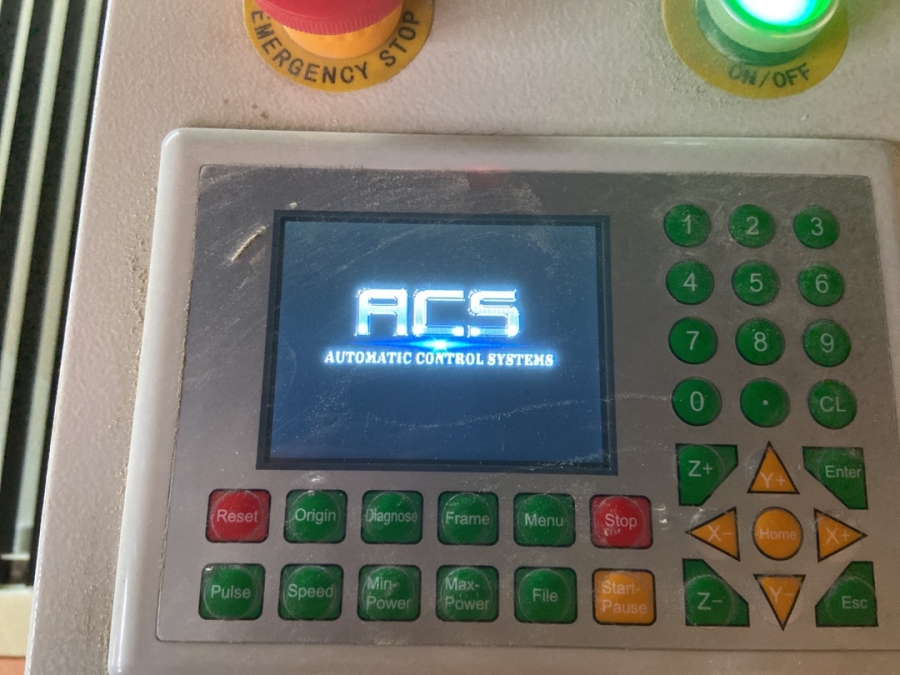 EMERGENCY STOP
ON/OFF
ACS
AUTOMATIC CONTROL SYSTEMS
1 2 3
4 5 6
7 8 9
0 . CL
Z+ Y+ Enter
X- Home X+
Z- Y- Esc
Reset Origin Diagnose Frame Menu Stop
Pulse Speed Min-Power Max-Power File Start-Pause